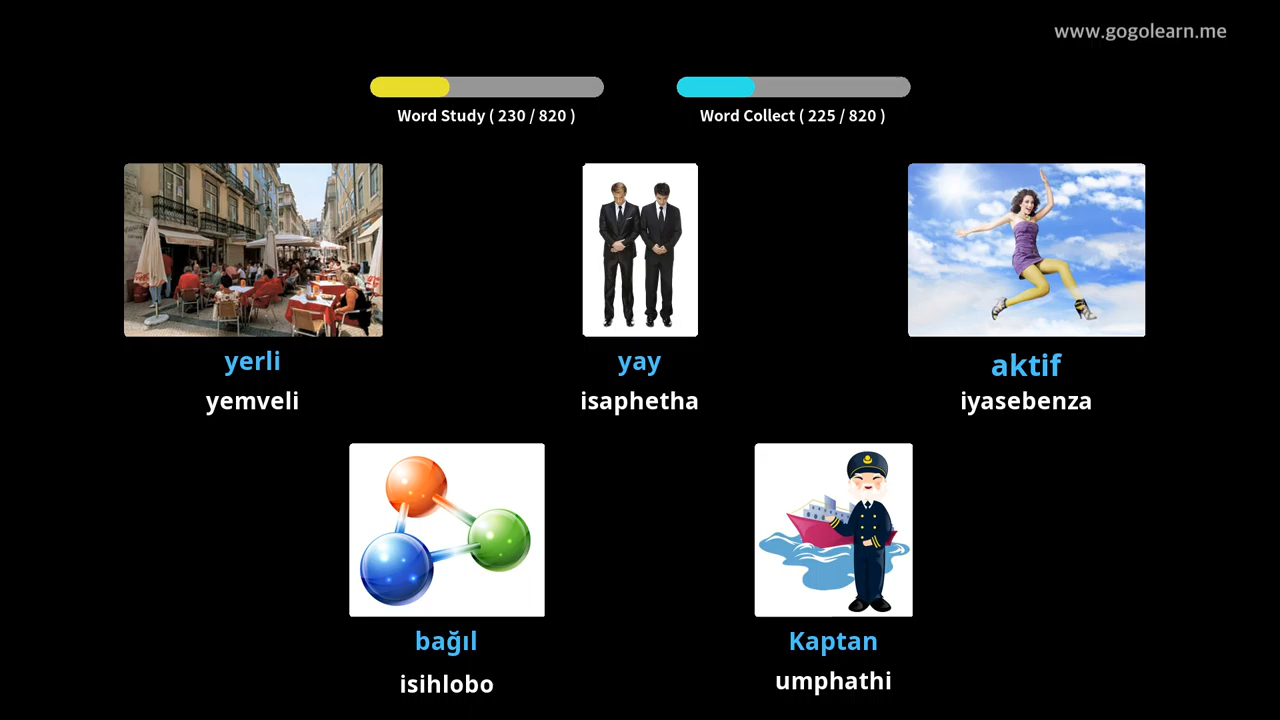 www.gogolearn.me
Word Study ( 230 / 820 )
Word Collect ( 225 / 820 )
yerli
yemveli
yay
isaphetha
aktif
iyasebenza
bağıl
isihlobo
Kaptan
umphathi